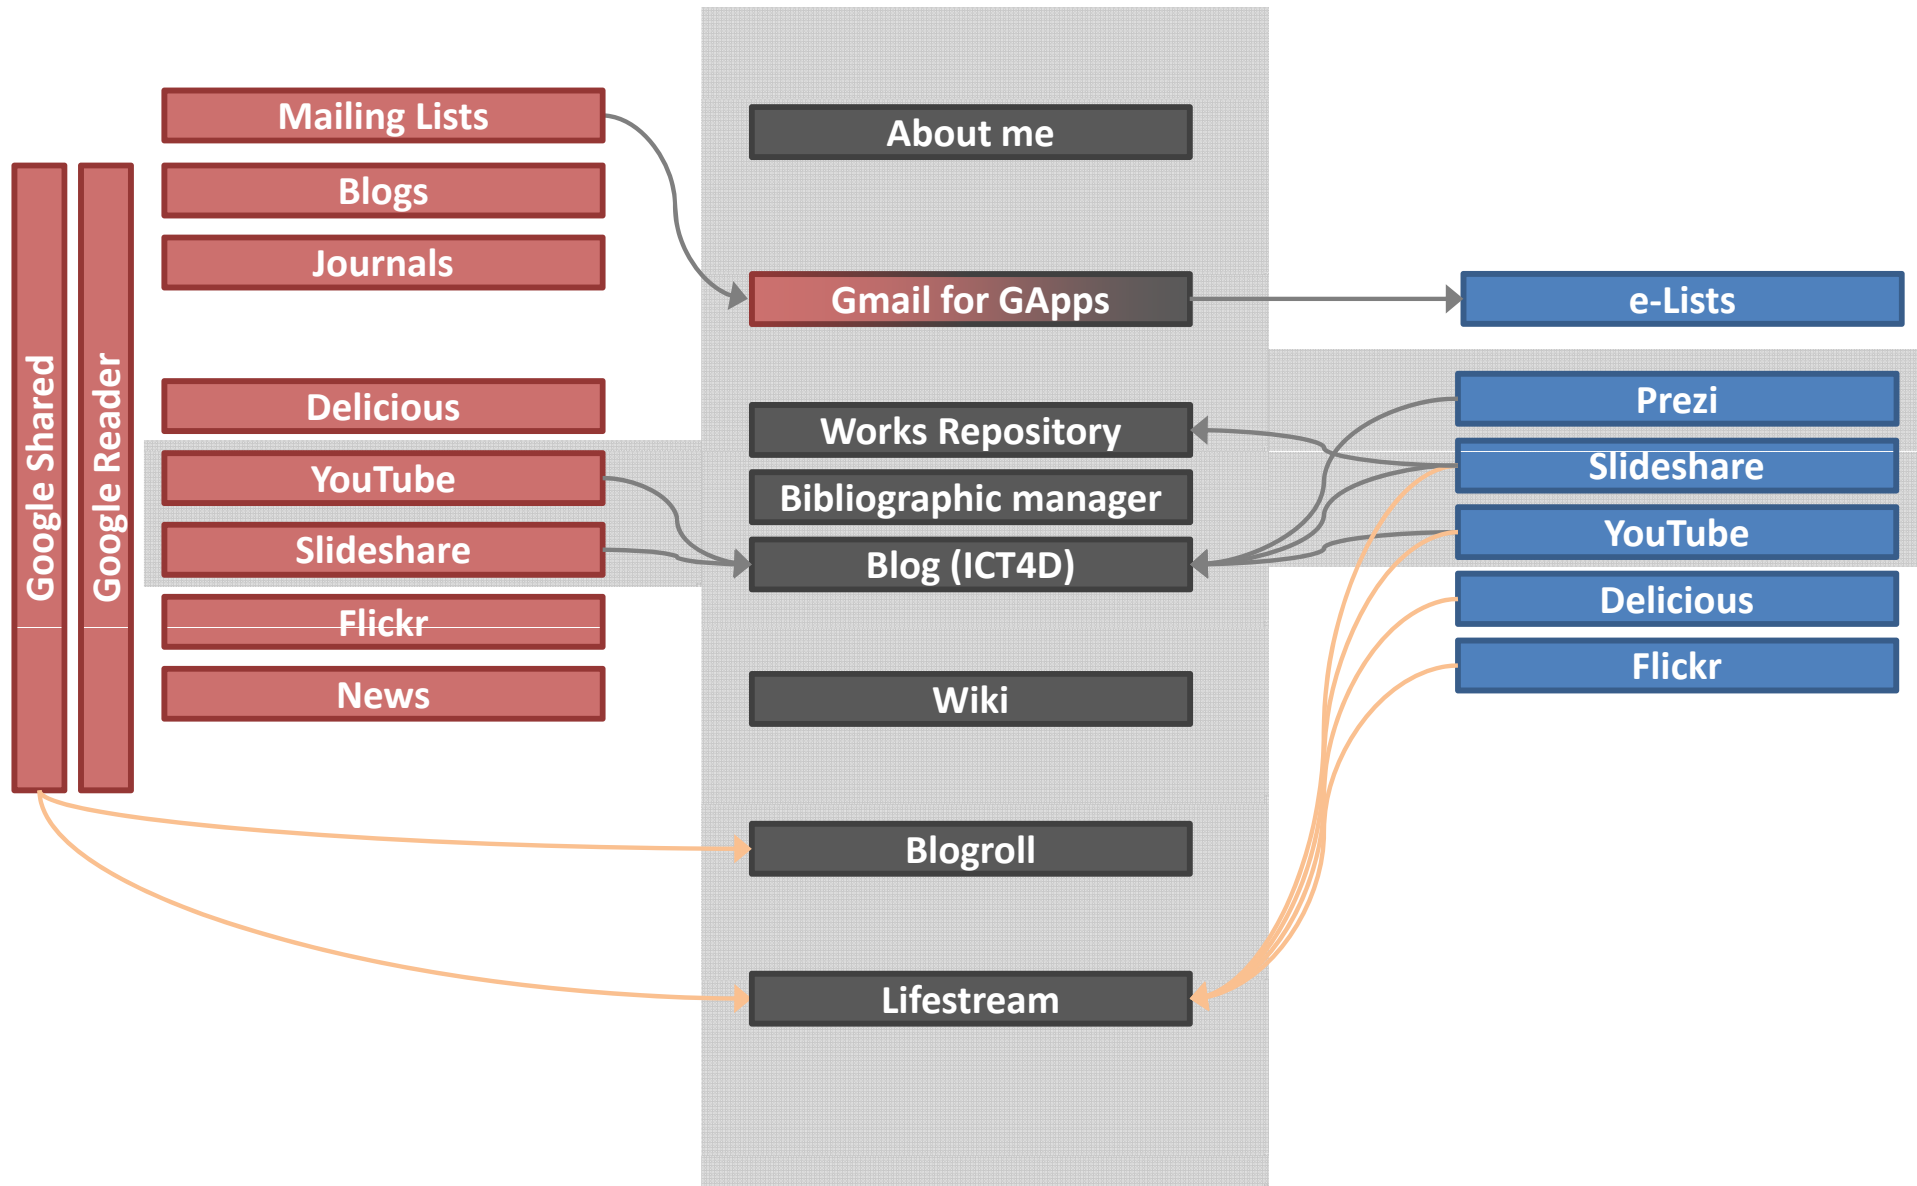 Google Shared
Google Reader
Mailing Lists
Blogs
Journals
Delicious
YouTube
Slideshare
Flickr
News
About me
Gmail for GApps
Works Repository
Bibliographic manager
Blog (ICT4D)
Wiki
Blogroll
Lifestream
e-Lists
Prezi
Slideshare
YouTube
Delicious
Flickr